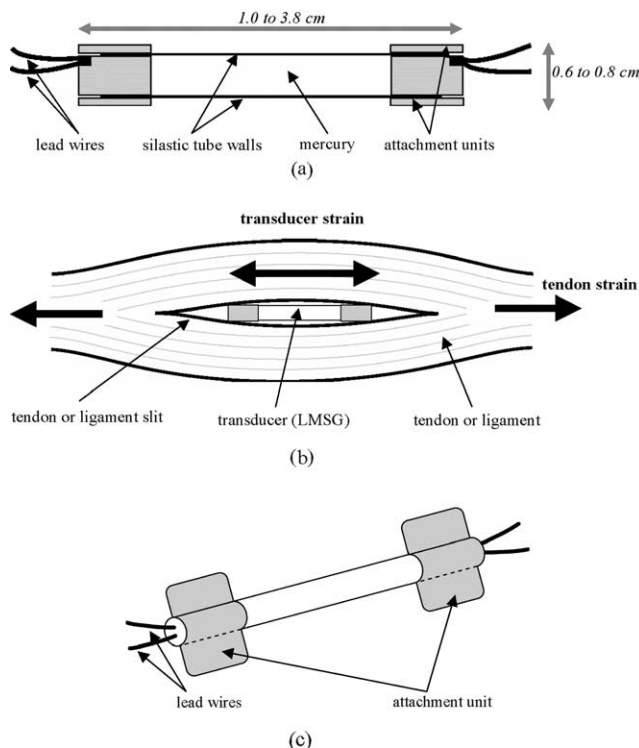 1.0 to 3.8 cm
0.6 to 0.8 cm
lead wires
silastic tube walls
mercury
attachment units
(a)
transducer strain
tendon strain
tendon or ligament slit
transducer (LMSG)
tendon or ligament
(b)
lead wires
attachment unit
(c)